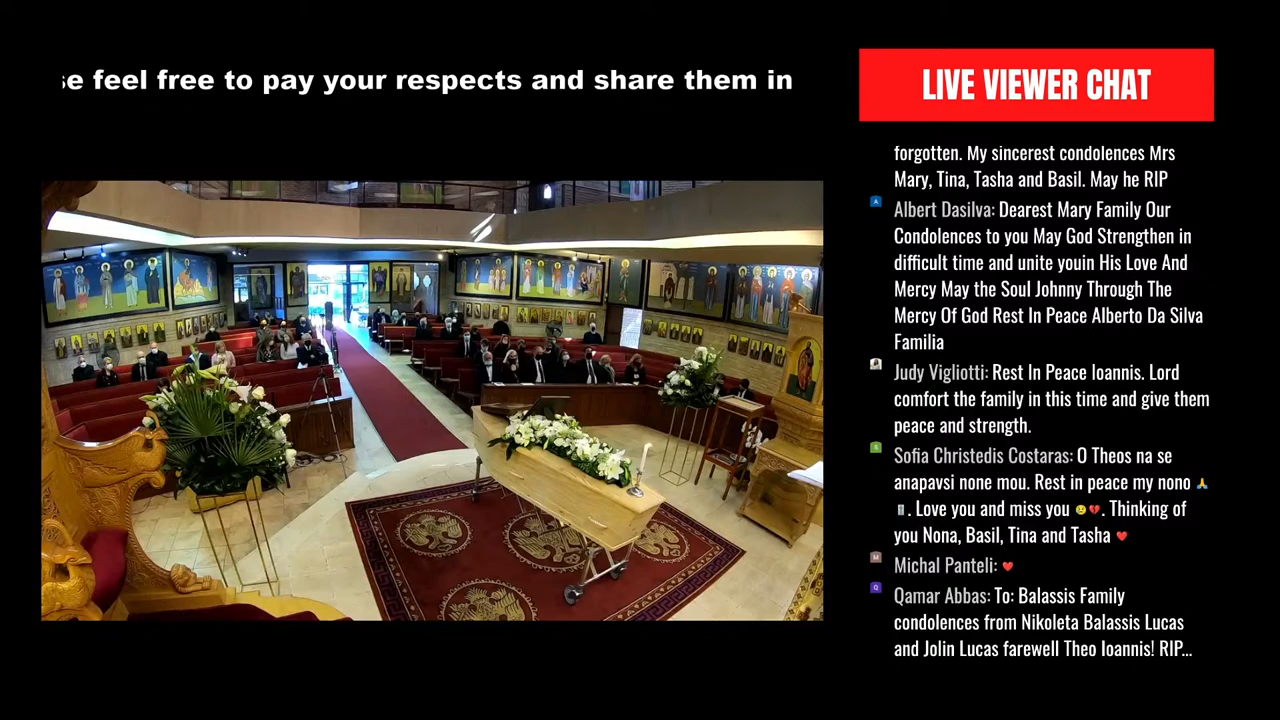 se feel free to pay your respects and share them in
LIVE VIEWER CHAT
forgotten. My sincerest condolences Mrs
Mary, Tina, Tasha and Basil. May he RIP
Albert Dasilva: Dearest Mary Family Our
Condolences to you May God Strengthen in
difficult time and unite youin His Love And
Mercy May the Soul Johnny Through The
Mercy Of God Rest In Peace Alberto Da Silva
Familia
Judy Vigliotti: Rest In Peace Ioannis. Lord
comfort the family in this time and give them
peace and strength.
Sofia Christedis Costaras: O Theos na se
anapavsi none mou. Rest in peace my nono 🙏
. Love you and miss you 😢💔. Thinking of
you Nona, Basil, Tina and Tasha ❤️
Michal Panteli: ❤️
Qamar Abbas: To: Balassis Family
condolences from Nikoleta Balassis Lucas
and Jolin Lucas farewell Theo Ioannis! RIP...